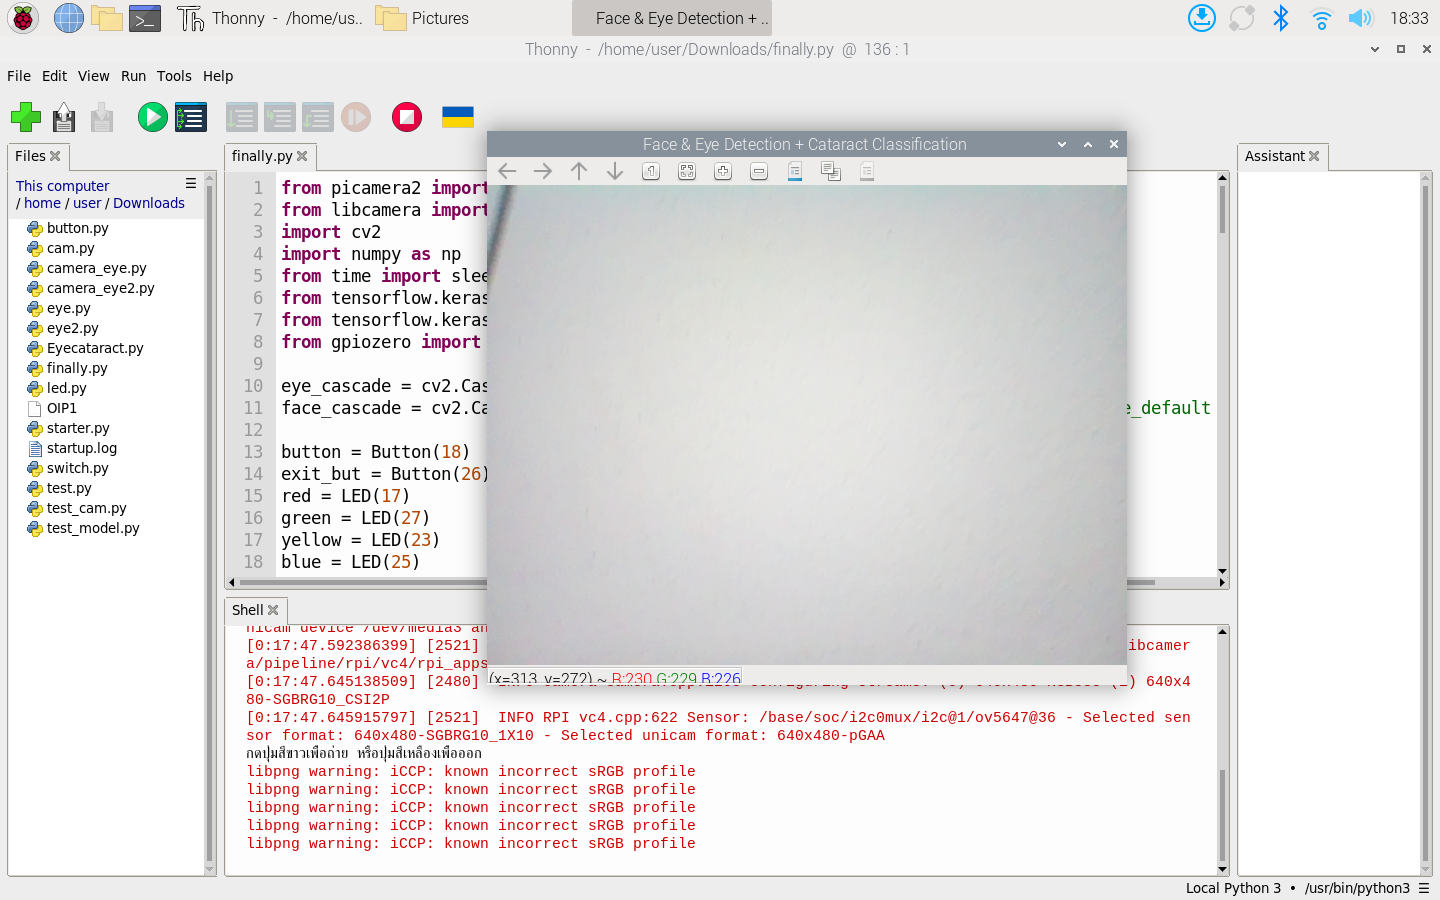 Thonny - /home/us..
Pictures
Face & Eye Detection + ..
18:33
Thonny - /home/user/Downloads/finally.py @ 136 : 1
File Edit View Run Tools Help
Files
This computer
/ home / user / Downloads
button.py
cam.py
camera_eye.py
camera_eye2.py
eye.py
eye2.py
Eyecataract.py
finally.py
led.py
OIP1
starter.py
startup.log
switch.py
test.py
test_cam.py
test_model.py
finally.py
1 from picamera2 import
2 from libcamera import
3 import cv2
4 import numpy as np
5 from time import slee
6 from tensorflow.keras
7 from tensorflow.keras
8 from gpiozero import
9
10 eye_cascade = cv2.Cas
11 face_cascade = cv2.Ca e_default
12
13 button = Button(18)
14 exit_but = Button(26)
15 red = LED(17)
16 green = LED(27)
17 yellow = LED(23)
18 blue = LED(25)
Face & Eye Detection + Cataract Classification
1
(x=313, y=272) ~ R:230 G:229 B:226
Shell
nicam device /dev/media3 an
[0:17:47.592386399] [2521] ibcamer
a/pipeline/rpi/vc4/rpi_apps
[0:17:47.645138509] [2480] 640x4
80-SGBRG10_CSI2P
[0:17:47.645915797] [2521] INFO RPI vc4.cpp:622 Sensor: /base/soc/i2c0mux/i2c@1/ov5647@36 - Selected sen
sor format: 640x480-SGBRG10_1X10 - Selected unicam format: 640x480-pGAA
กดปุ่มสีขาวเพื่อถ่าย หรือปุ่มสีเหลืองเพื่อออก
libpng warning: iCCP: known incorrect sRGB profile
libpng warning: iCCP: known incorrect sRGB profile
libpng warning: iCCP: known incorrect sRGB profile
libpng warning: iCCP: known incorrect sRGB profile
libpng warning: iCCP: known incorrect sRGB profile
Assistant
Local Python 3 • /usr/bin/python3